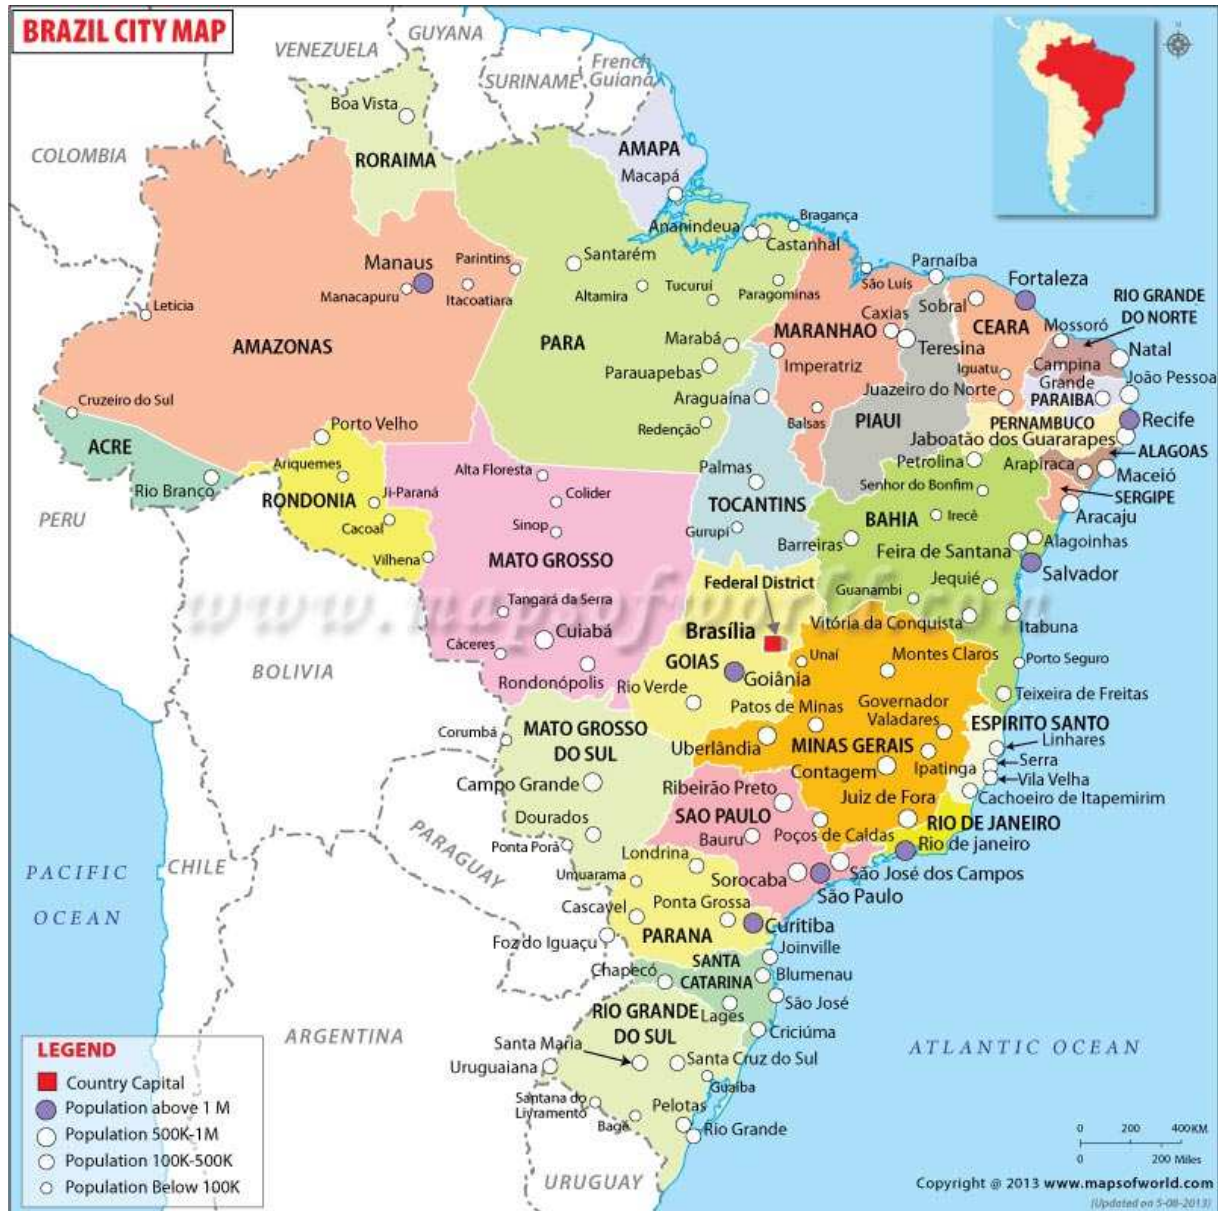 BRAZIL CITY MAP
VENEZUELA
GUYANA
SURINAME
French
Guiana
COLOMBIA
Boa Vista
RORAIMA
AMAPA
Macapá
Ananindeua
Bragança
Castanhal
Manaus
Parintins
Santarém
Manacapuru
Itacoatiara
Altamira
Tucuruí
Paragominas
São Luís
Parnaíba
Fortaleza
Leticia
Sobral
RIO GRANDE
DO NORTE
AMAZONAS
PARA
Marabá
MARANHAO
Caxias
Teresina
CEARA
Mossoró
Natal
Parauapebas
Imperatriz
Iguatu
Campina
Grande
João Pessoa
Araguaína
Juazeiro do Norte
PARAIBA
Cruzeiro do Sul
Redenção
Balsas
PIAUI
PERNAMBUCO
Recife
Jaboatão dos Guararapes
ACRE
Porto Velho
ALAGOAS
Rio Branco
Ariquemes
RONDONIA
Ji-Paraná
Cacoal
Vilhena
Alta Floresta
Colider
Sinop
Palmas
TOCANTINS
Gurupi
Petrolina
Arapiraca
Maceió
Senhor do Bonfim
SERGIPE
BAHIA
Irecê
Aracaju
PERU
MATO GROSSO
Barreiras
Feira de Santana
Alagoinhas
Salvador
Federal District
Guanambi
Jequié
www.mapsofworld.com
Tangará da Serra
Brasília
Vitória da Conquista
Itabuna
Cuiabá
Cáceres
Rondonópolis
GOIAS
Goiânia
Unaí
Montes Claros
Porto Seguro
BOLIVIA
Rio Verde
Patos de Minas
Governador
Valadares
Teixeira de Freitas
Corumbá
MATO GROSSO
DO SUL
Uberlândia
MINAS GERAIS
ESPIRITO SANTO
Linhares
Contagem
Ipatinga
Serra
Vila Velha
Campo Grande
Ribeirão Preto
Juiz de Fora
Cachoeiro de Itapemirim
Dourados
SAO PAULO
Bauru
Poços de Caldas
RIO DE JANEIRO
Rio de janeiro
Ponta Porã
PARAGUAY
Londrina
CHILE
PACIFIC
OCEAN
Umuarama
Sorocaba
São José dos Campos
São Paulo
Cascavel
Ponta Grossa
Curitiba
PARANA
Foz do Iguaçu
Joinville
SANTA
CATARINA
Chapecó
Blumenau
São José
Lages
RIO GRANDE
DO SUL
Criciúma
ARGENTINA
Santa Maria
Uruguaiana
Santa Cruz do Sul
Guaíba
ATLANTIC OCEAN
Santana do
Livramento
Bagé
Pelotas
Rio Grande
URUGUAY
LEGEND
Country Capital
Population above 1 M
Population 500K-1M
Population 100K-500K
Population Below 100K
N
0 200 400KM
0 200 Miles
Copyright @ 2013 www.mapsofworld.com
(Updated on 5-08-2013)